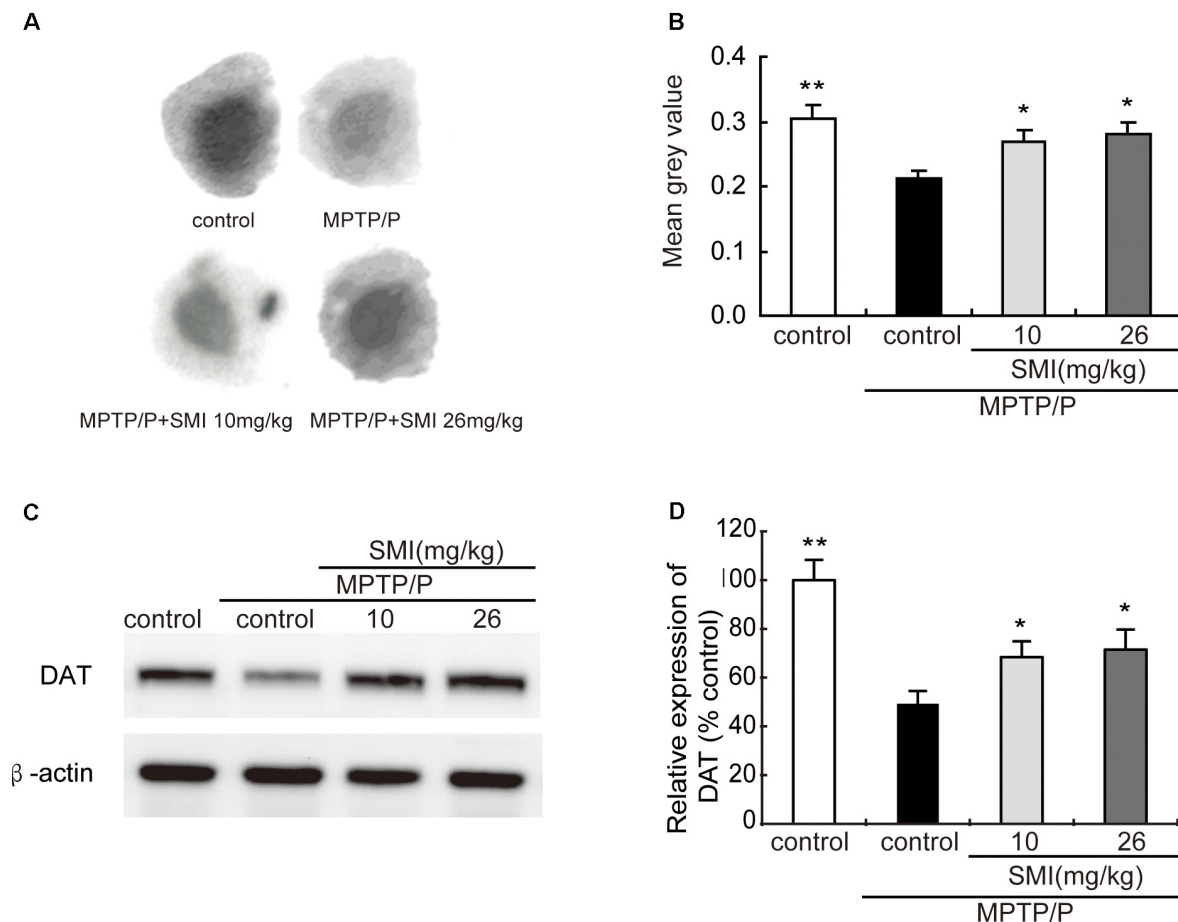 A
control MPTP/P
MPTP/P+SMI 10mg/kg MPTP/P+SMI 26mg/kg
B
Mean grey value
0.4
0.3
0.2
0.1
0.0
** * *
control control 10 26
SMI(mg/kg)
MPTP/P
C
SMI(mg/kg)
MPTP/P
control control 10 26
DAT
β -actin
D
Relative expression of
DAT (% control)
120
100
80
60
40
20
0
** * *
control control 10 26
SMI(mg/kg)
MPTP/P